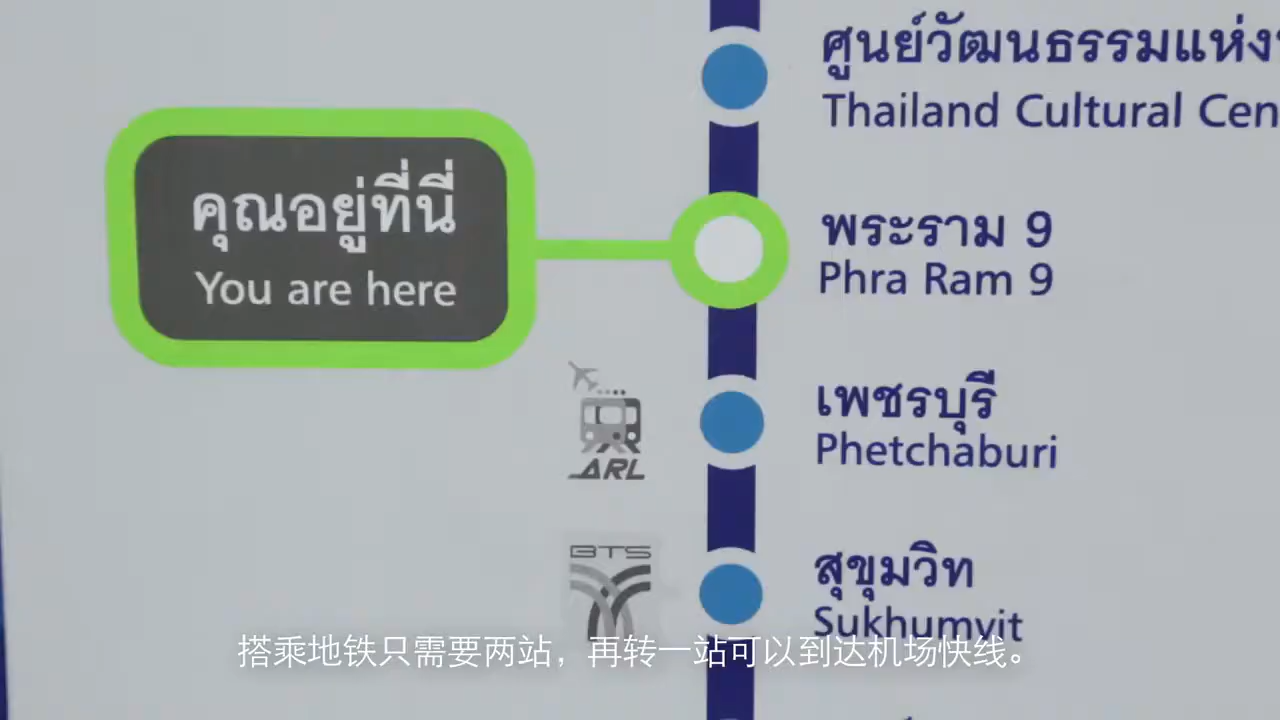 ศูนย์วัฒนธรรมแห่ง
Thailand Cultural Cen
คุณอยู่ที่นี่
You are here
พระราม 9
Phra Ram 9
เพชรบุรี
Phetchaburi
ARL
BTS
สุขุมวิท
Sukhumvit
搭乘地铁只需要两站，再转一站可以到达机场快线。